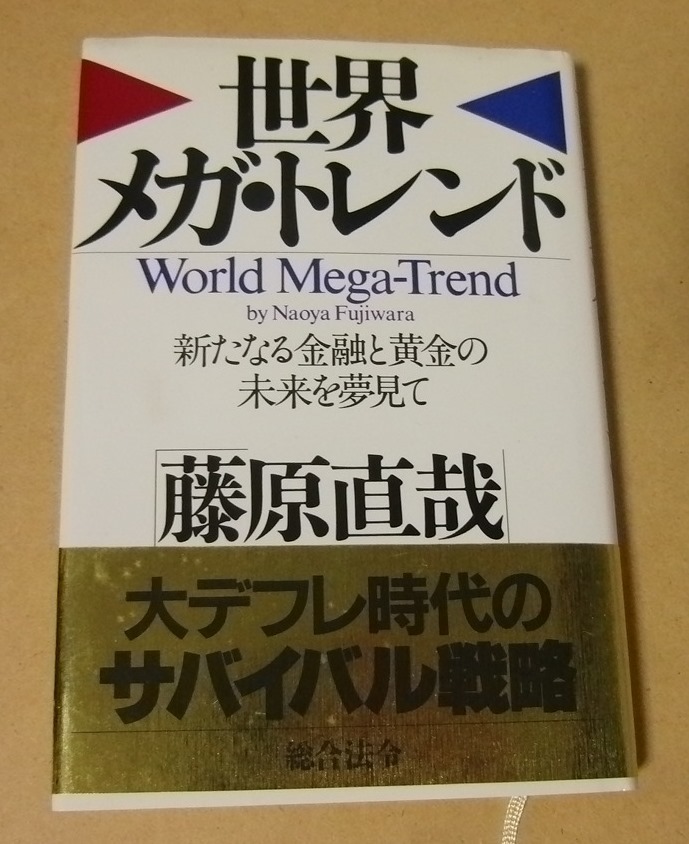 世界
メガ・トレンド
World Mega-Trend
by Naoya Fujiwara
新たなる金融と黄金の
未来を夢見て
藤原直哉
大デフレ時代の
サバイバル戦略
総合法令